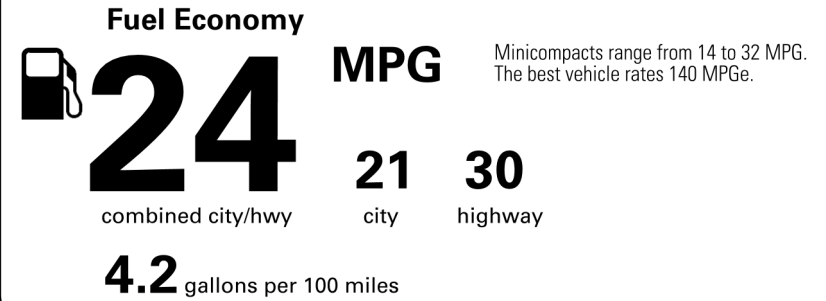 Fuel Economy
24
MPG
Minicompacts range from 14 to 32 MPG.
The best vehicle rates 140 MPGe.
21
30
combined city/hwy
city
highway
4.2 gallons per 100 miles